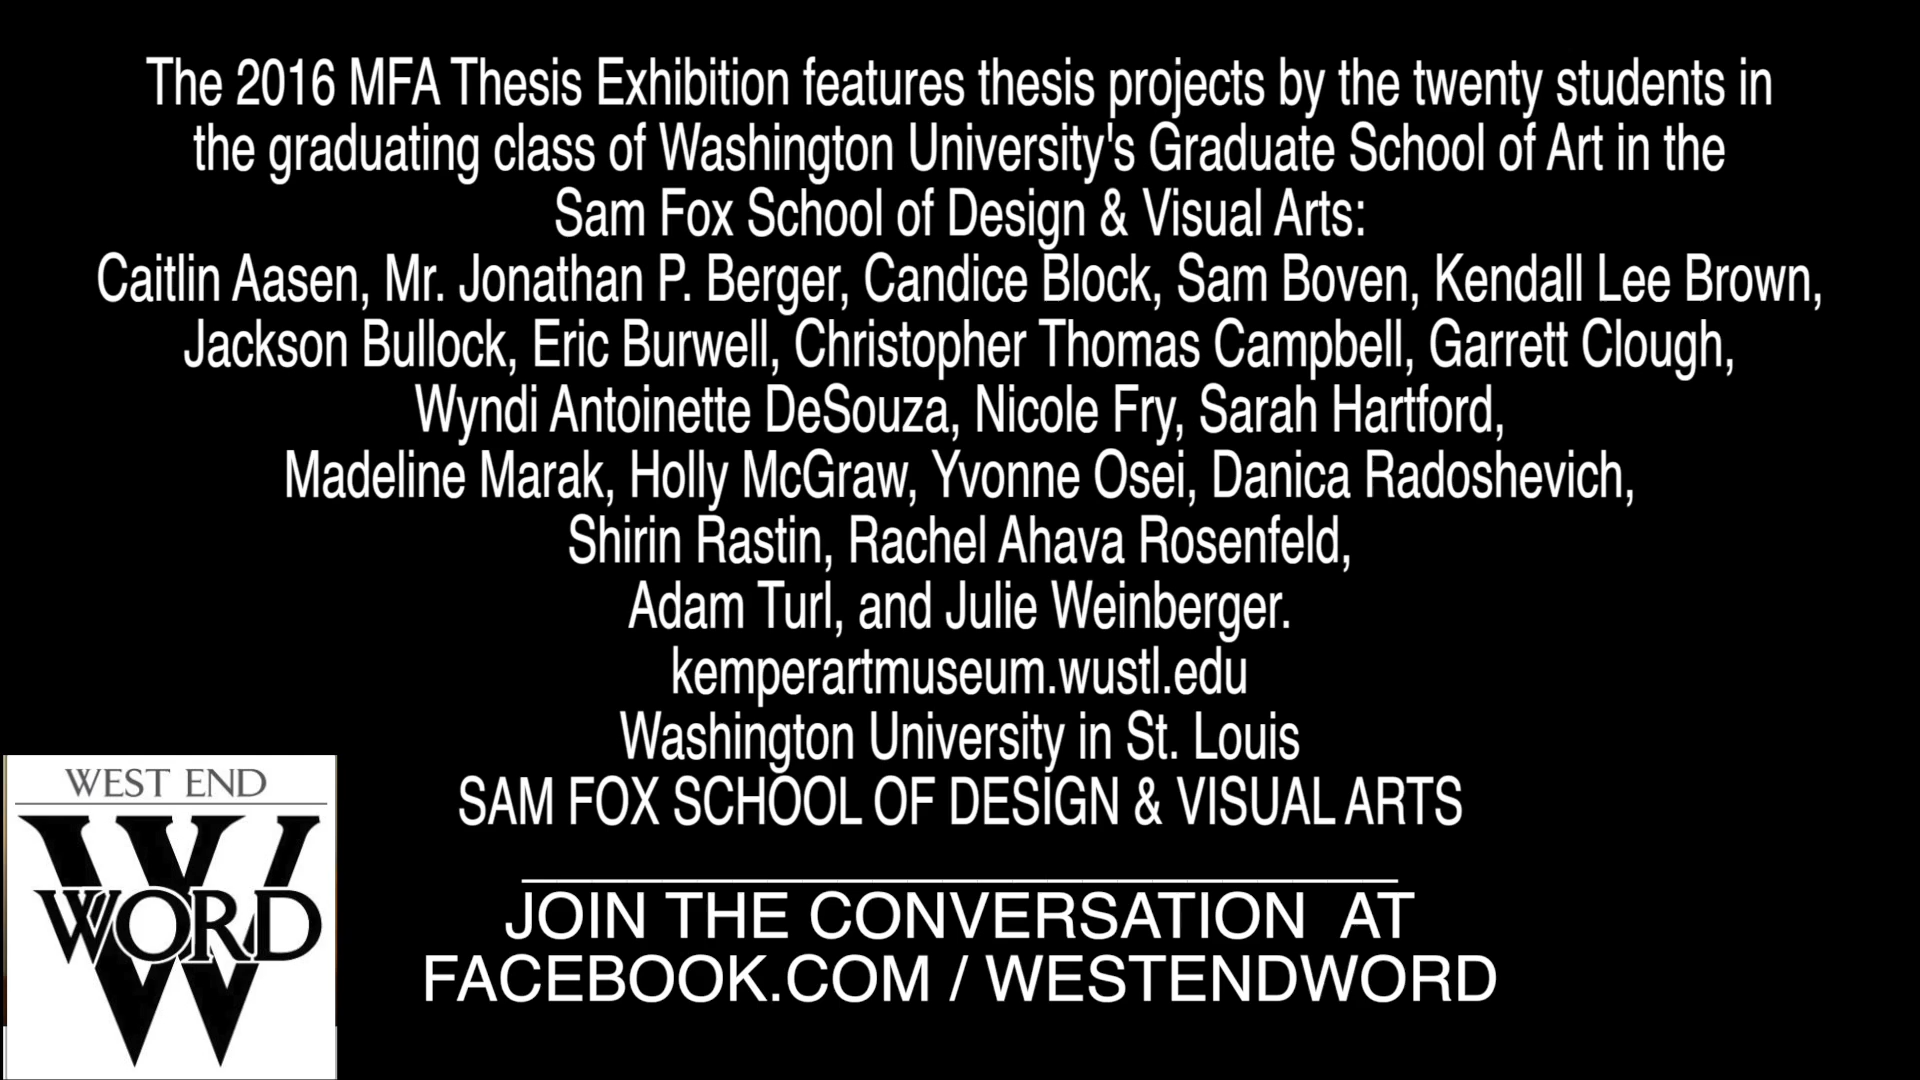 The 2016 MFA Thesis Exhibition features thesis projects by the twenty students in
the graduating class of Washington University's Graduate School of Art in the
Sam Fox School of Design & Visual Arts:
Caitlin Aasen, Mr. Jonathan P. Berger, Candice Block, Sam Boven, Kendall Lee Brown,
Jackson Bullock, Eric Burwell, Christopher Thomas Campbell, Garrett Clough,
Wyndi Antoinette DeSouza, Nicole Fry, Sarah Hartford,
Madeline Marak, Holly McGraw, Yvonne Osei, Danica Radoshevich,
Shirin Rastin, Rachel Ahava Rosenfeld,
Adam Turl, and Julie Weinberger.
kemperartmuseum.wustl.edu
Washington University in St. Louis
SAM FOX SCHOOL OF DESIGN & VISUAL ARTS
JOIN THE CONVERSATION AT
FACEBOOK.COM / WESTENDWORD
WEST END
W
WORD